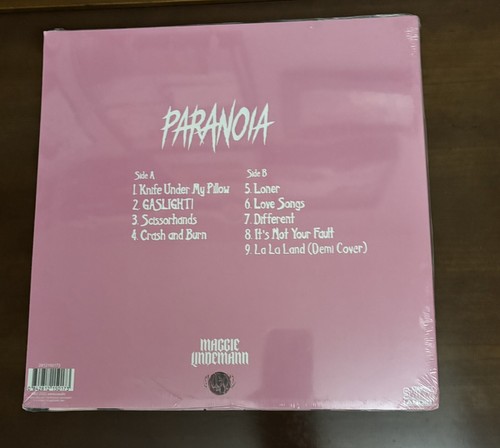 PARANOIA
Side A
1. Knife Under My Pillow
2. GASLIGHT!
3. Scissorhands
4. Crash and Burn
Side B
5. Loner
6. Love Songs
7. Different
8. It's Not Your Fault
9. La La Land (Demi Cover)
MAGGIE
LINDEMANN